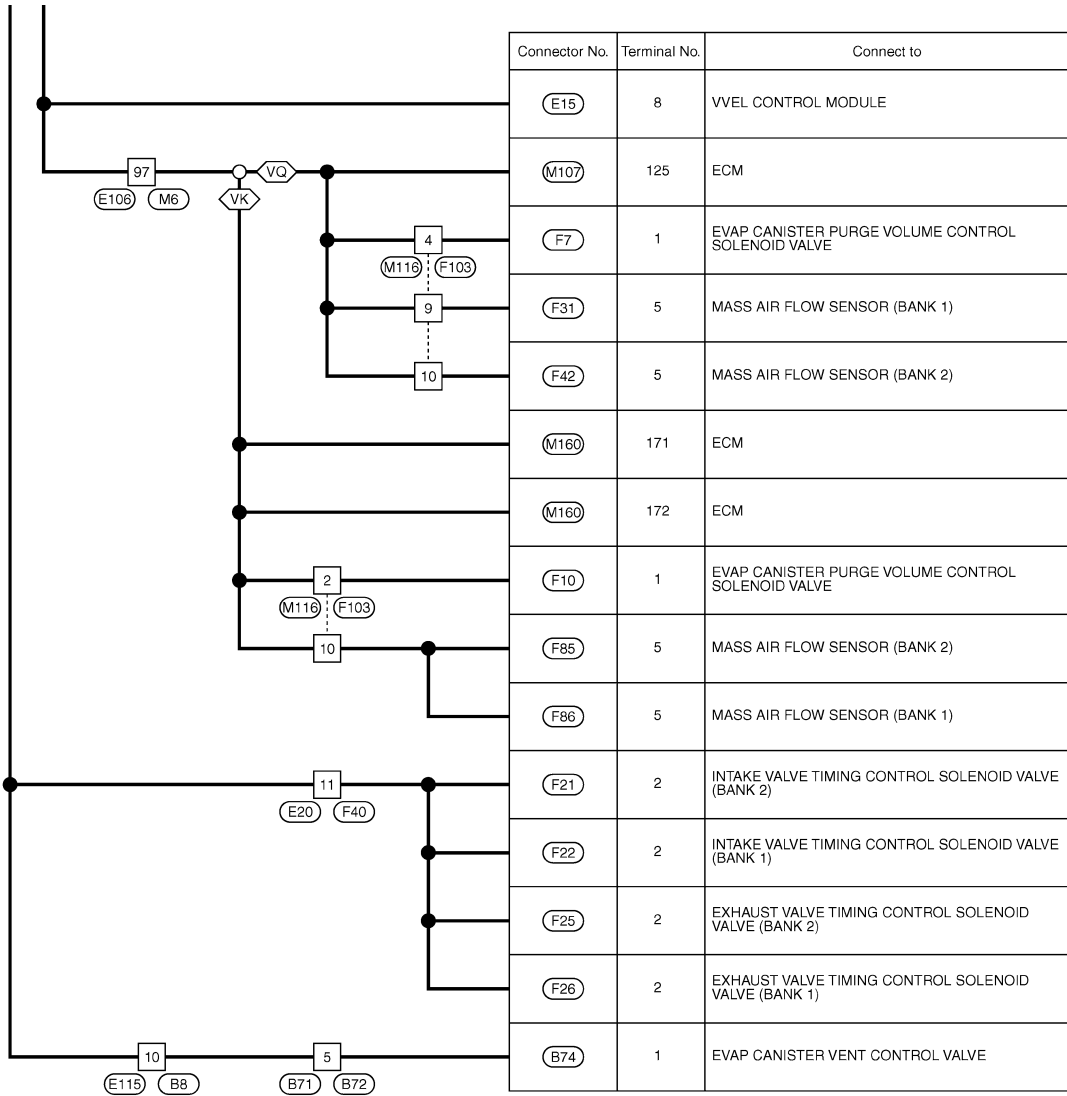 Connector No. Terminal No. Connect to
E15 8 VVEL CONTROL MODULE
97 VQ M107 125 ECM
E106 M6 VK
4 F7 1 EVAP CANISTER PURGE VOLUME CONTROL
SOLENOID VALVE
M116 F103
9 F31 5 MASS AIR FLOW SENSOR (BANK 1)
10 F42 5 MASS AIR FLOW SENSOR (BANK 2)
M160 171 ECM
M160 172 ECM
2 F10 1 EVAP CANISTER PURGE VOLUME CONTROL
SOLENOID VALVE
M116 F103
10 F85 5 MASS AIR FLOW SENSOR (BANK 2)
F86 5 MASS AIR FLOW SENSOR (BANK 1)
11 F21 2 INTAKE VALVE TIMING CONTROL SOLENOID VALVE
(BANK 2)
E20 F40
F22 2 INTAKE VALVE TIMING CONTROL SOLENOID VALVE
(BANK 1)
F25 2 EXHAUST VALVE TIMING CONTROL SOLENOID
VALVE (BANK 2)
F26 2 EXHAUST VALVE TIMING CONTROL SOLENOID
VALVE (BANK 1)
10 5 B74 1 EVAP CANISTER VENT CONTROL VALVE
E115 B8 B71 B72